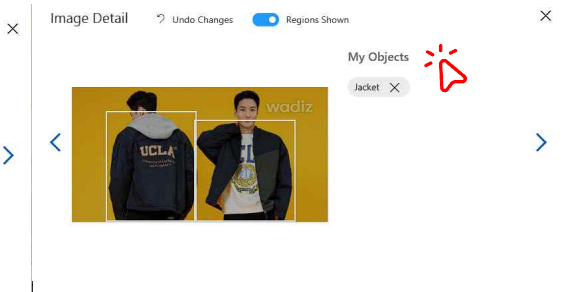 Image Detail
Undo Changes
Regions Shown
My Objects
Jacket
wadiz
UCLA